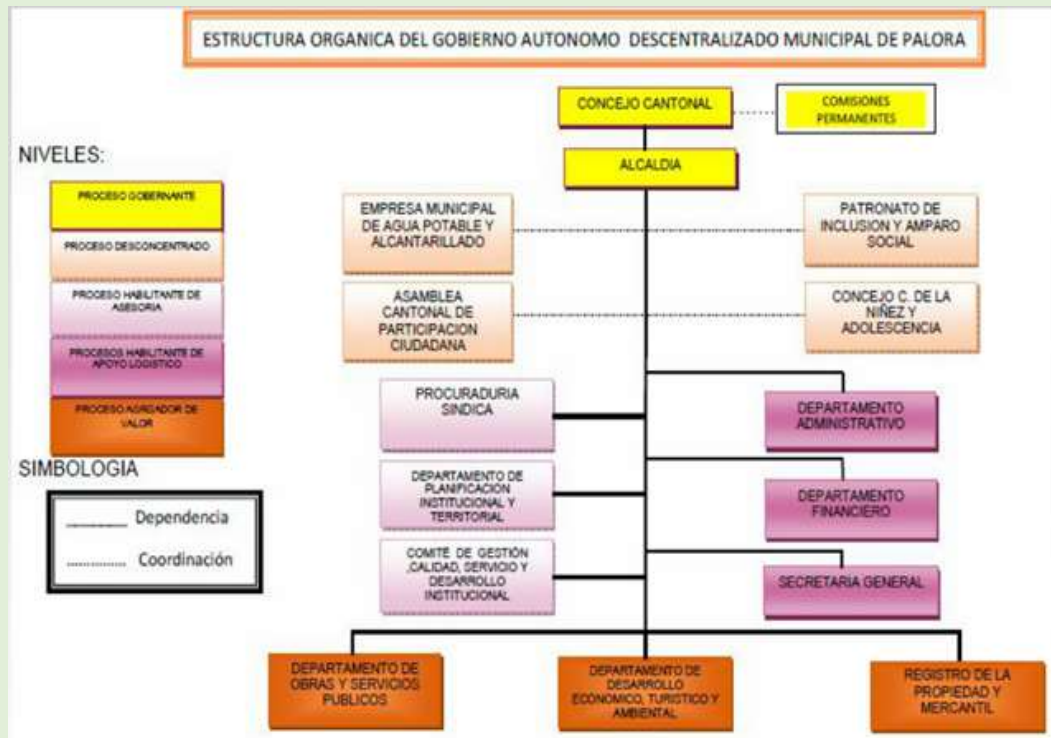 ESTRUCTURA ORGANICA DEL GOBIERNO AUTONOMO DESCENTRALIZADO MUNICIPAL DE PALORA
CONCEJO CANTONAL
COMISIONES
PERMANENTES
ALCALDIA
NIVELES:
PROCESO GOBERNANTE
PROCESO DESCONCENTRADO
PROCESO HABILITANTE DE
ASESORIA
PROCESOS HABILITANTE DE
APOYO LOGISTICO
PROCESO AGRGADOR DE
VALOR
SIMBOLOGIA
Dependencia
Coordinación
EMPRESA MUNICIPAL
DE AGUA POTABLE Y
ALCANTARILLADO
PATRONATO DE
INCLUSION Y AMPARO
SOCIAL
ASAMBLEA
CANTONAL DE
PARTICIPACION
CIUDADANA
CONCEJO C. DE LA
NIÑEZ Y
ADOLESCENCIA
PROCURADURIA
SINDICA
DEPARTAMENTO
ADMINISTRATIVO
DEPARTAMENTO DE
PLANIFICACION
INSTITUCIONAL Y
TERRITORIAL
DEPARTAMENTO
FINANCIERO
COMITÉ DE GESTIÓN
,CALIDAD, SERVICIO Y
DESARROLLO
INSTITUCIONAL
SECRETARIA GENERAL
DEPARTAMENTO DE
OBRAS Y SERVICIOS
PUBLICOS
DEPARTAMENTO DE
DESARROLLO
ECONOMICO, TURISTICO Y
AMBIENTAL
REGISTRO DE LA
PROPIEDAD Y
MERCANTIL